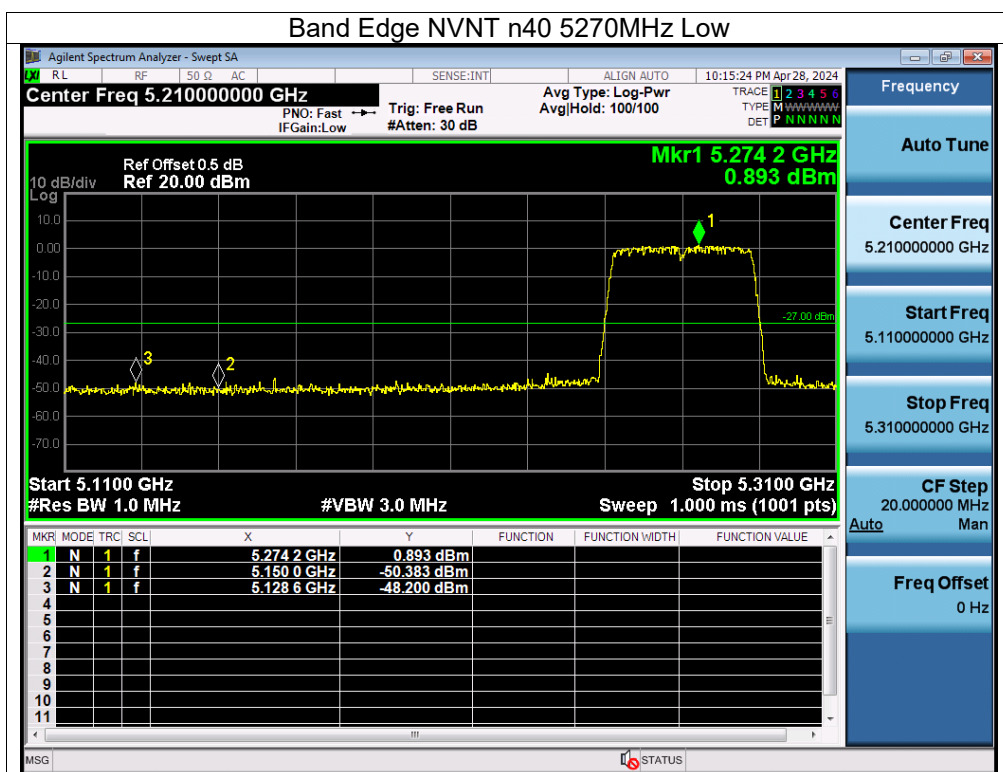 Band Edge NVNT n40 5270MHz Low
Agilent Spectrum Analyzer - Swept SA
LXI RL RF 50 Ω AC SENSE:INT ALIGN AUTO 10:15:24 PM Apr 28, 2024
Center Freq 5.210000000 GHz
PNO: Fast
IFGain:Low
Trig: Free Run
#Atten: 30 dB
Avg Type: Log-Pwr
Avg|Hold: 100/100
TRACE 1 2 3 4 5 6
TYPE M WWWWW
DET P N N N N N
Frequency
Auto Tune
Center Freq
5.210000000 GHz
Start Freq
5.110000000 GHz
Stop Freq
5.310000000 GHz
CF Step
20.000000 MHz
Auto Man
Freq Offset
0 Hz
Mkr1 5.274 2 GHz
0.893 dBm
Ref Offset 0.5 dB
10 dB/div Ref 20.00 dBm
Log
10.0
0.00
-10.0
-20.0
-30.0
-40.0
-50.0
-60.0
-70.0
1
-27.00 dBm
3
2
Start 5.1100 GHz Stop 5.3100 GHz
#Res BW 1.0 MHz #VBW 3.0 MHz Sweep 1.000 ms (1001 pts)
MKR MODE TRC SCL X Y FUNCTION FUNCTION WIDTH FUNCTION VALUE
1 N 1 f 5.274 2 GHz 0.893 dBm
2 N 1 f 5.150 0 GHz -50.383 dBm
3 N 1 f 5.128 6 GHz -48.200 dBm
4
5
6
7
8
9
10
11
MSG STATUS